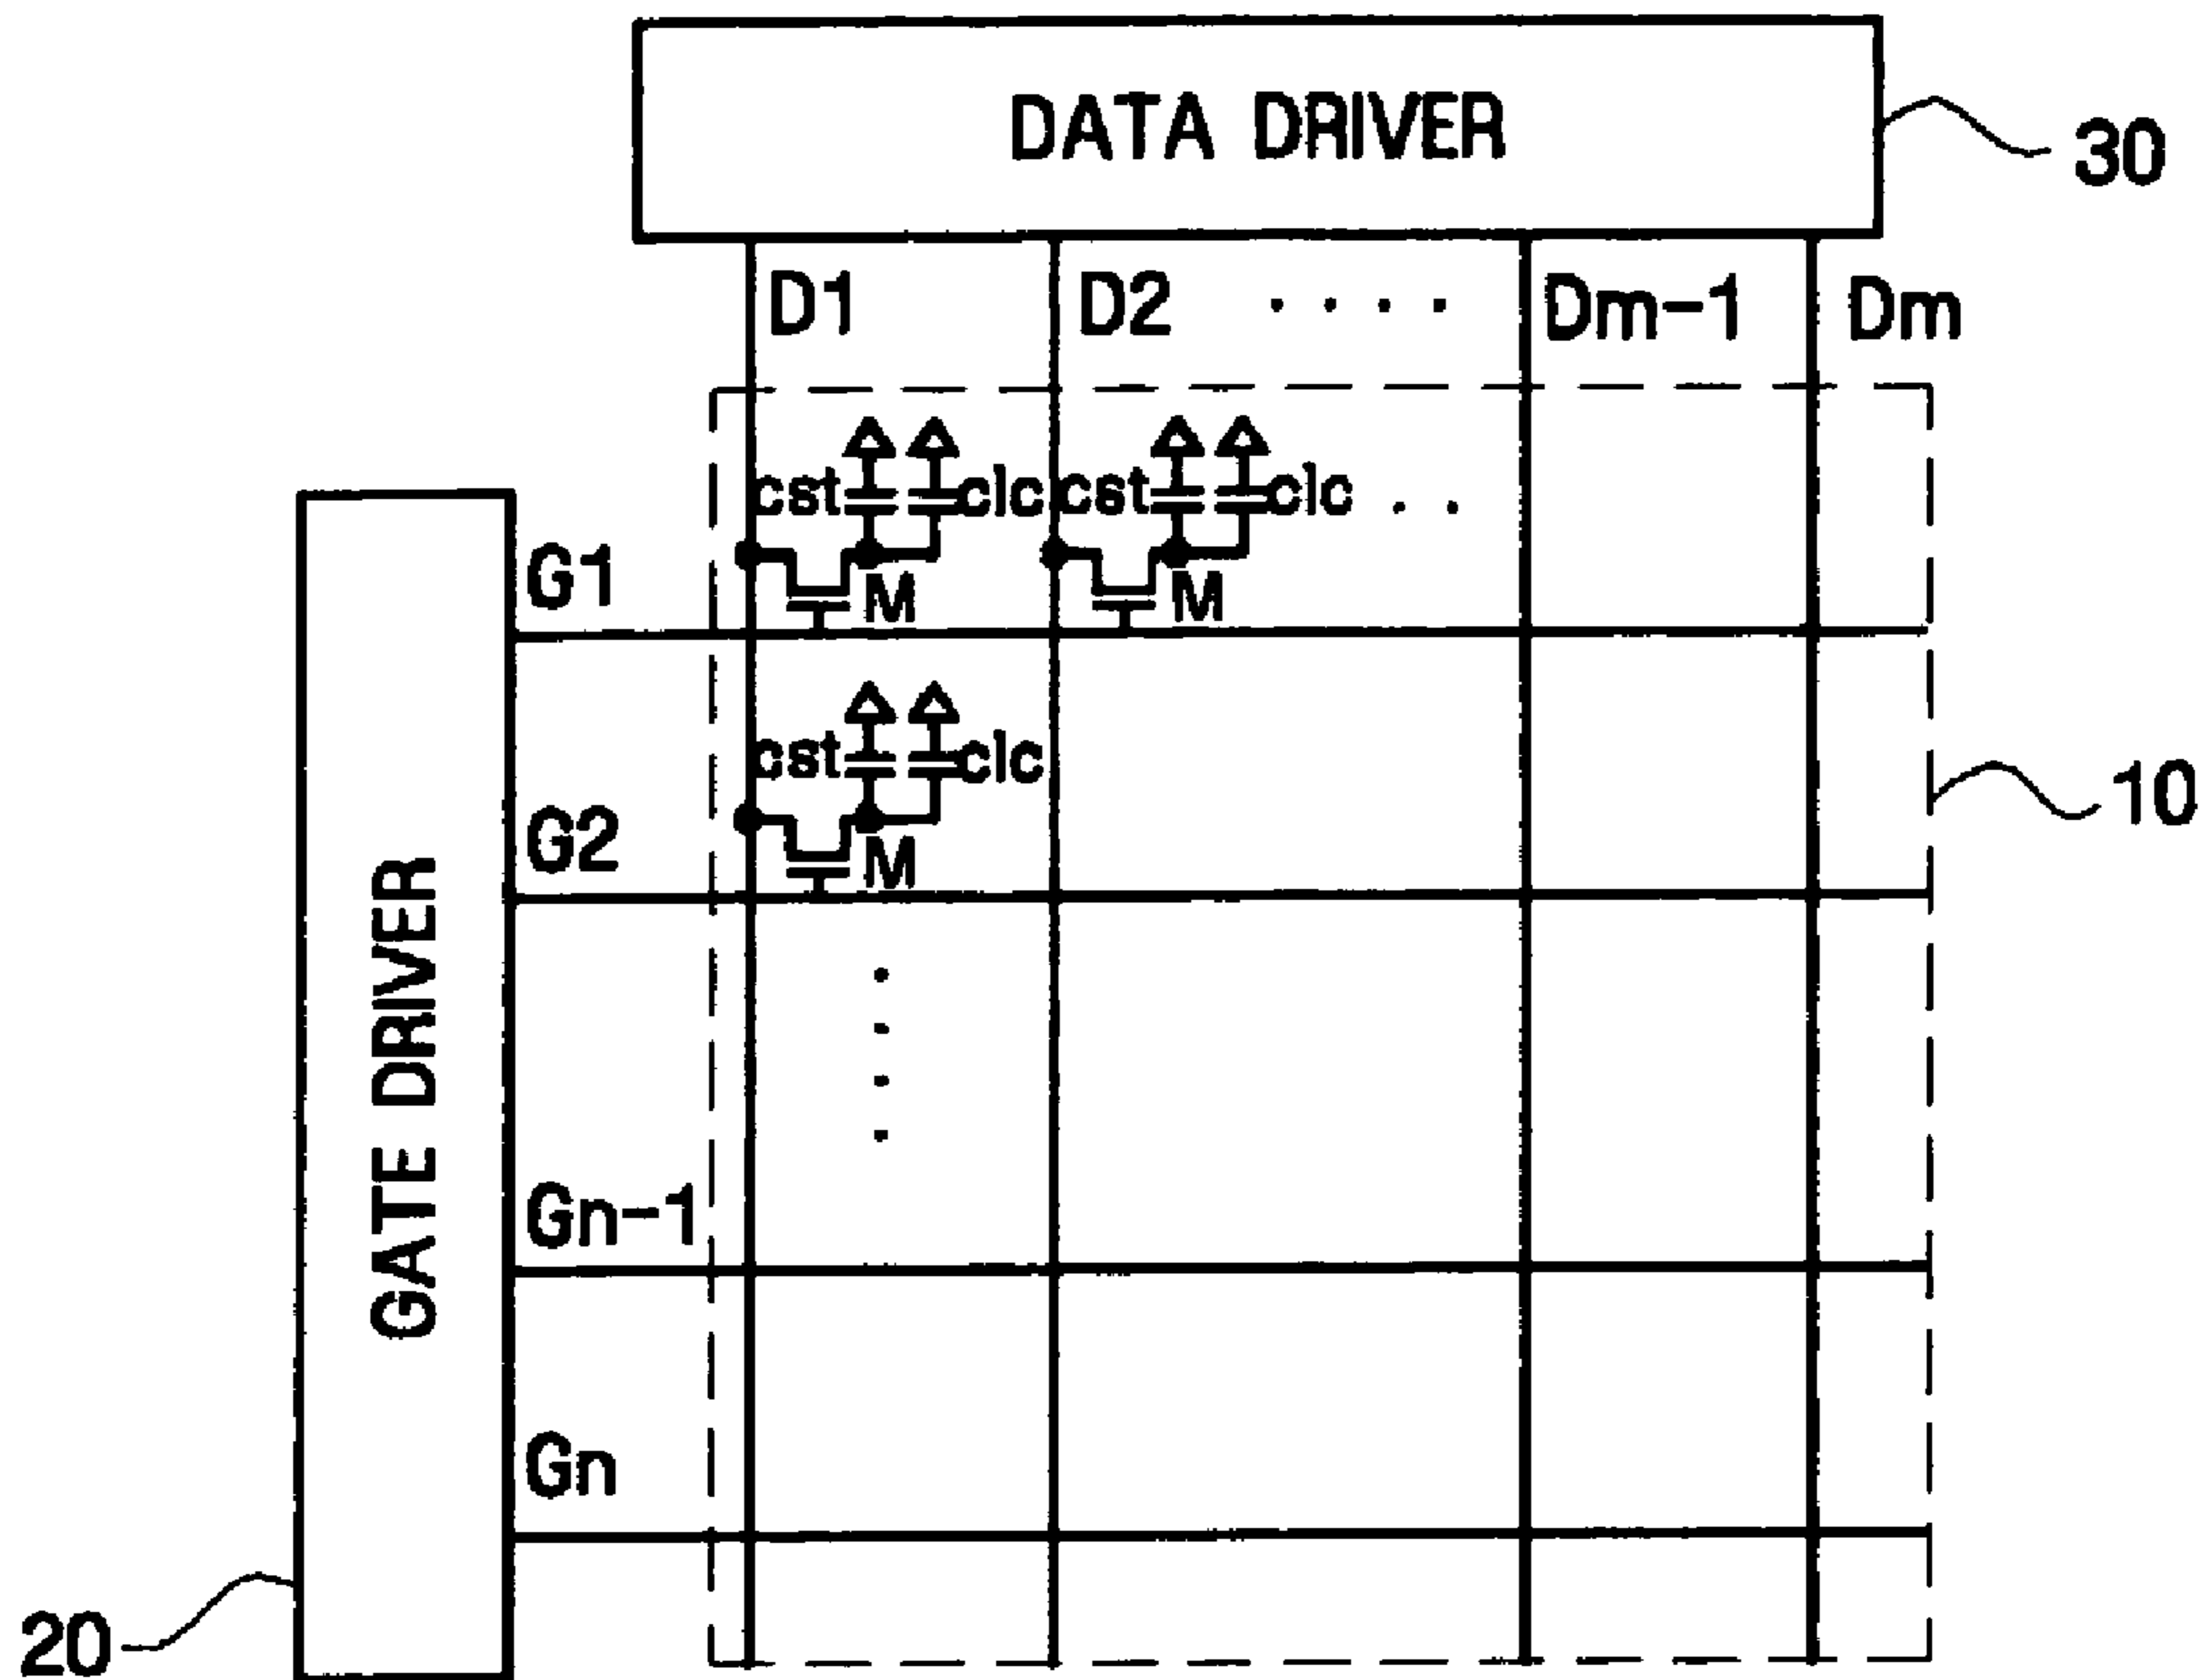 DATA DRIVER
30
D1 D2 . . . . Dm-1 Dm
cst clc cst clc . .
G1
M M
cst clc
10
G2
M
GATE DRIVER
Gn-1
Gn
20